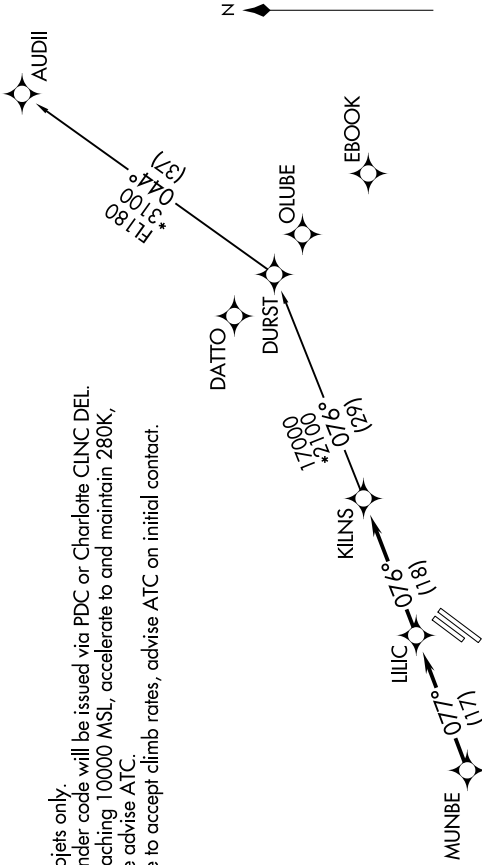 ojets only.
nder code will be issued via PDC or Charlotte CLNC DEL.
aching 10000 MSL, accelerate to and maintain 280K,
e advise ATC.
e to accept climb rates, advise ATC on initial contact.
N
AUDII
FL180
*3100
044°
(37)
EBOOK
OLUBE
DURST
DATTO
17000
*2100
076°
(29)
KILNS
076°
(18)
LILIC
077°
(17)
MUNBE